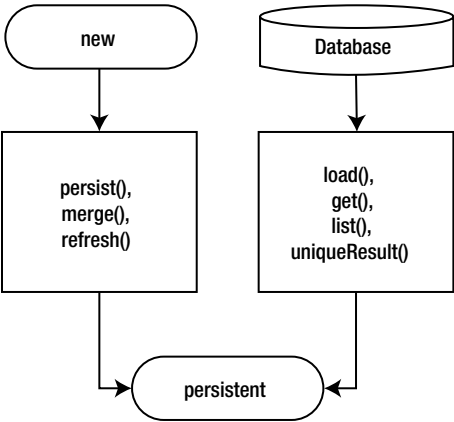 new
Database
persist(),
merge(),
refresh()
load(),
get(),
list(),
uniqueResult()
persistent